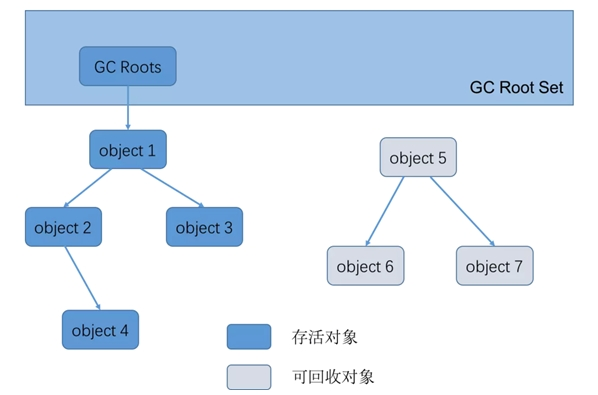 GC Roots
GC Root Set
object 1
object 5
object 2
object 3
object 6
object 7
object 4
存活对象
可回收对象